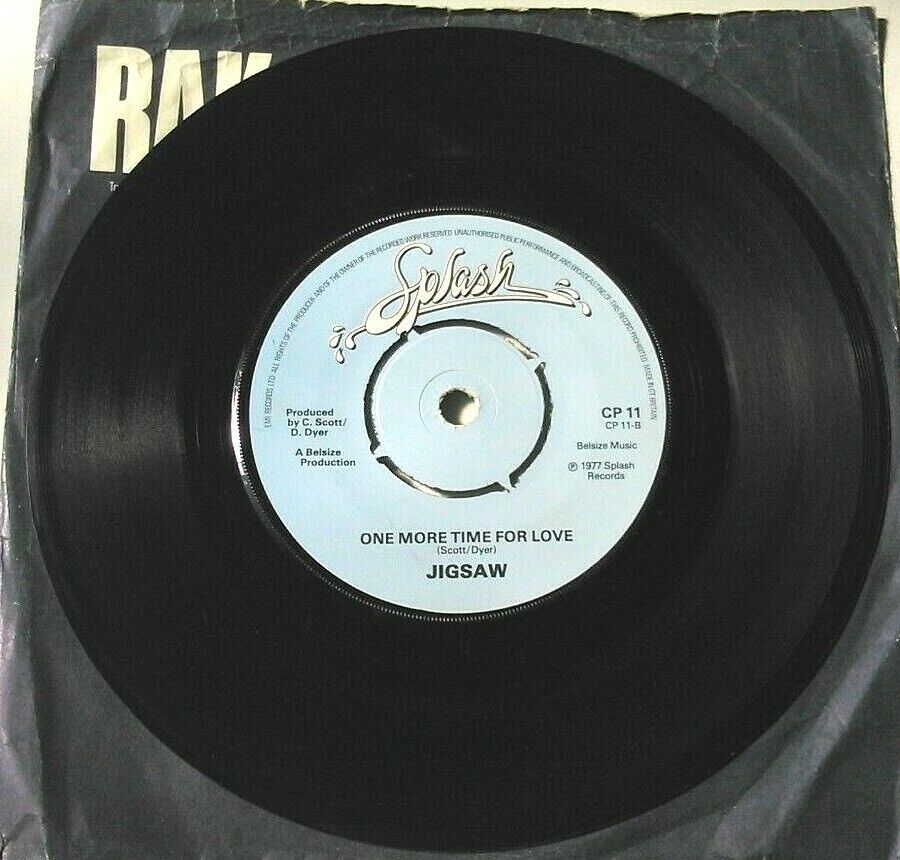 RAK
EMI RECORDS LTD. ALL RIGHTS OF THE PRODUCER AND OF THE OWNER OF THE RECORDED WORK RESERVED. UNAUTHORISED PUBLIC PERFORMANCE AND BROADCASTING OF THIS RECORD PROHIBITED. MADE IN GT BRITAIN
Splash
Produced
by C. Scott/
D. Dyer
A Belsize
Production
CP 11
CP 11-B
Belsize Music
℗ 1977 Splash
Records
ONE MORE TIME FOR LOVE
(Scott/Dyer)
JIGSAW